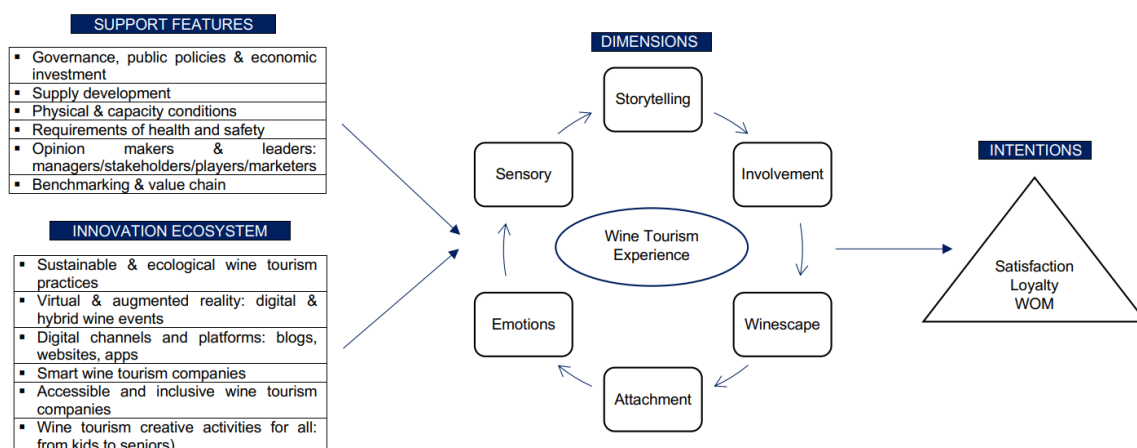 SUPPORT FEATURES
▪ Governance, public policies & economic
investment
▪ Supply development
▪ Physical & capacity conditions
▪ Requirements of health and safety
▪ Opinion makers & leaders:
managers/stakeholders/players/marketers
▪ Benchmarking & value chain
INNOVATION ECOSYSTEM
▪ Sustainable & ecological wine tourism
practices
▪ Virtual & augmented reality: digital &
hybrid wine events
▪ Digital channels and platforms: blogs,
websites, apps
▪ Smart wine tourism companies
▪ Accessible and inclusive wine tourism
companies
▪ Wine tourism creative activities for all:
from kids to seniors)
DIMENSIONS
Storytelling
Sensory
Involvement
Wine Tourism
Experience
Emotions
Winescape
Attachment
INTENTIONS
Satisfaction
Loyalty
WOM